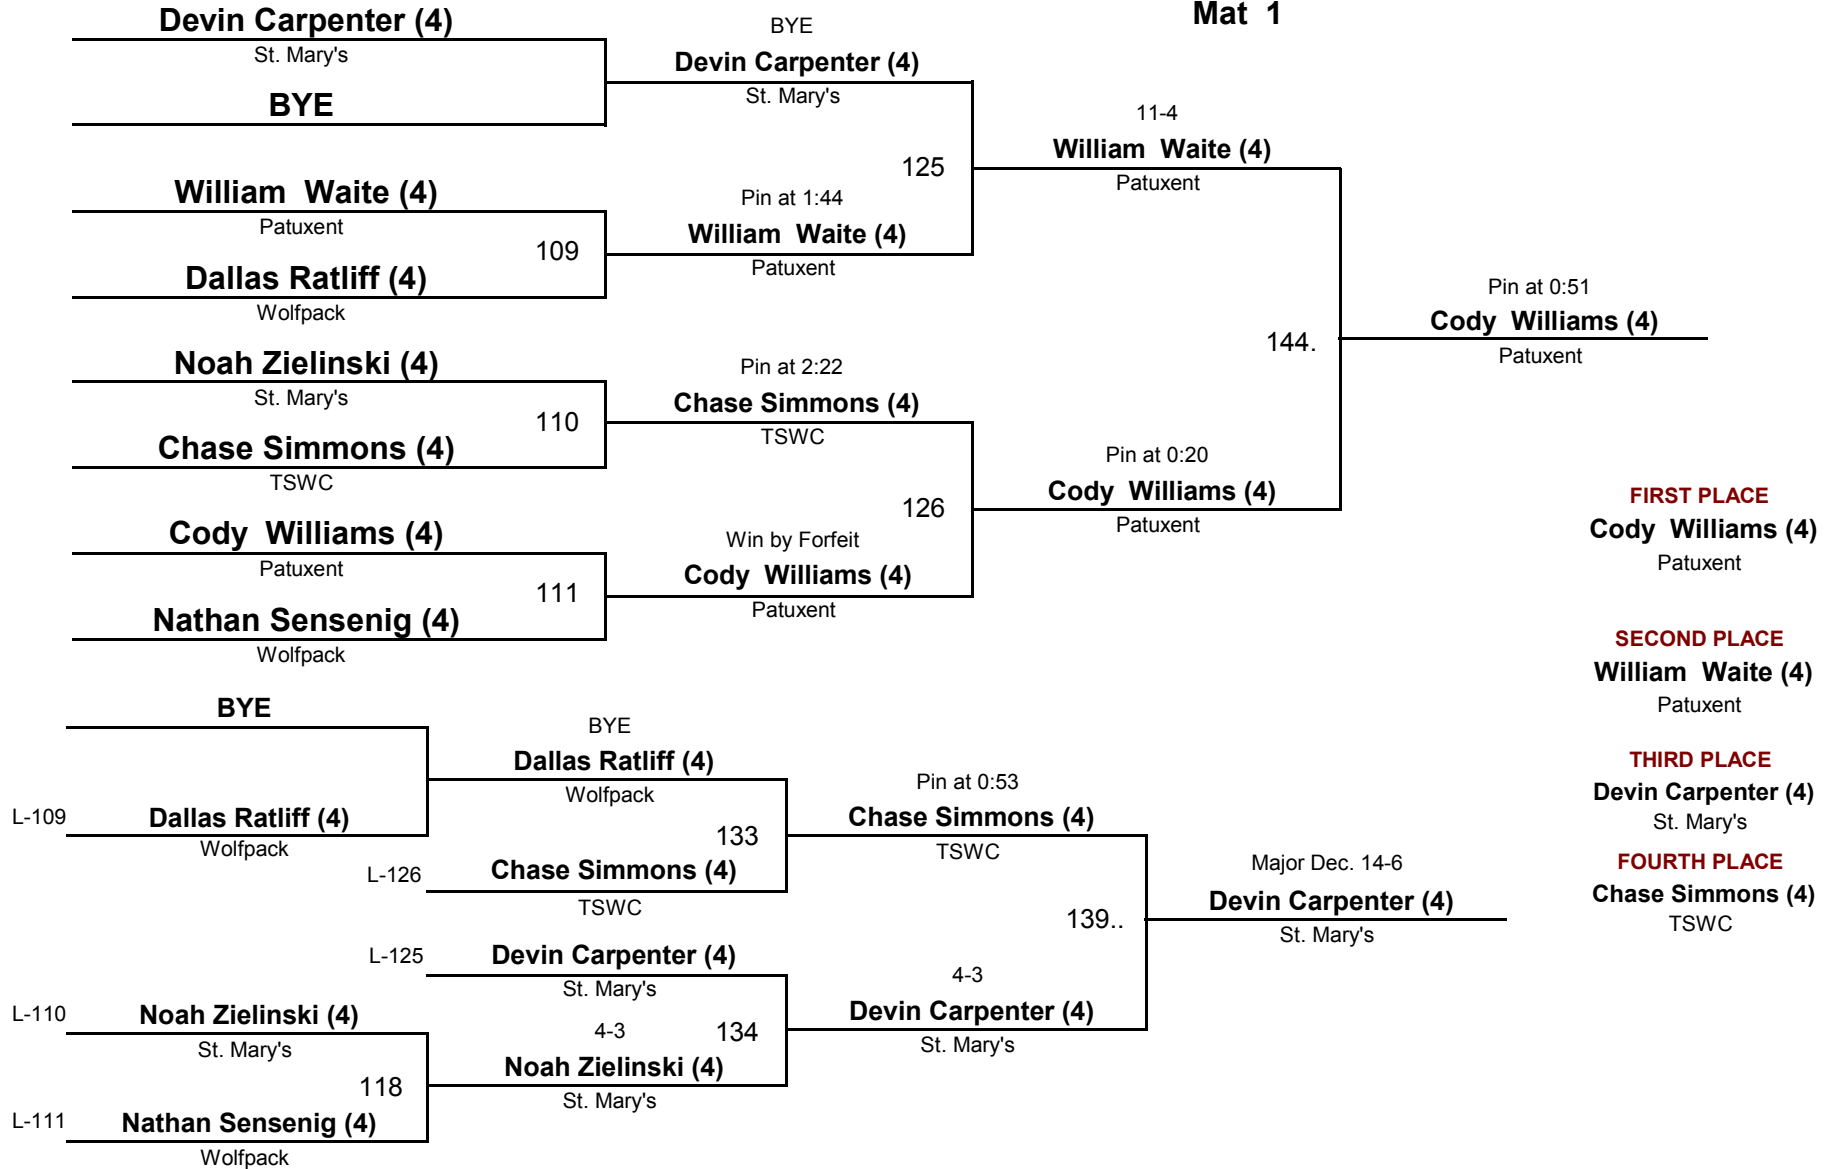 Mat 1
Devin Carpenter (4)
St. Mary's
BYE
William Waite (4)
Patuxent
109
Dallas Ratliff (4)
Wolfpack
Noah Zielinski (4)
St. Mary's
110
Chase Simmons (4)
TSWC
Cody Williams (4)
Patuxent
111
Nathan Sensenig (4)
Wolfpack
BYE
Devin Carpenter (4)
St. Mary's
125
Pin at 1:44
William Waite (4)
Patuxent
Pin at 2:22
Chase Simmons (4)
TSWC
126
Win by Forfeit
Cody Williams (4)
Patuxent
11-4
William Waite (4)
Patuxent
144.
Pin at 0:20
Cody Williams (4)
Patuxent
Pin at 0:51
Cody Williams (4)
Patuxent
BYE
L-109
Dallas Ratliff (4)
Wolfpack
BYE
Dallas Ratliff (4)
Wolfpack
133
L-126
Chase Simmons (4)
TSWC
L-125
Devin Carpenter (4)
St. Mary's
134
L-110
Noah Zielinski (4)
St. Mary's
118
L-111
Nathan Sensenig (4)
Wolfpack
4-3
Noah Zielinski (4)
St. Mary's
Pin at 0:53
Chase Simmons (4)
TSWC
139..
4-3
Devin Carpenter (4)
St. Mary's
Major Dec. 14-6
Devin Carpenter (4)
St. Mary's
FIRST PLACE
Cody Williams (4)
Patuxent
SECOND PLACE
William Waite (4)
Patuxent
THIRD PLACE
Devin Carpenter (4)
St. Mary's
FOURTH PLACE
Chase Simmons (4)
TSWC